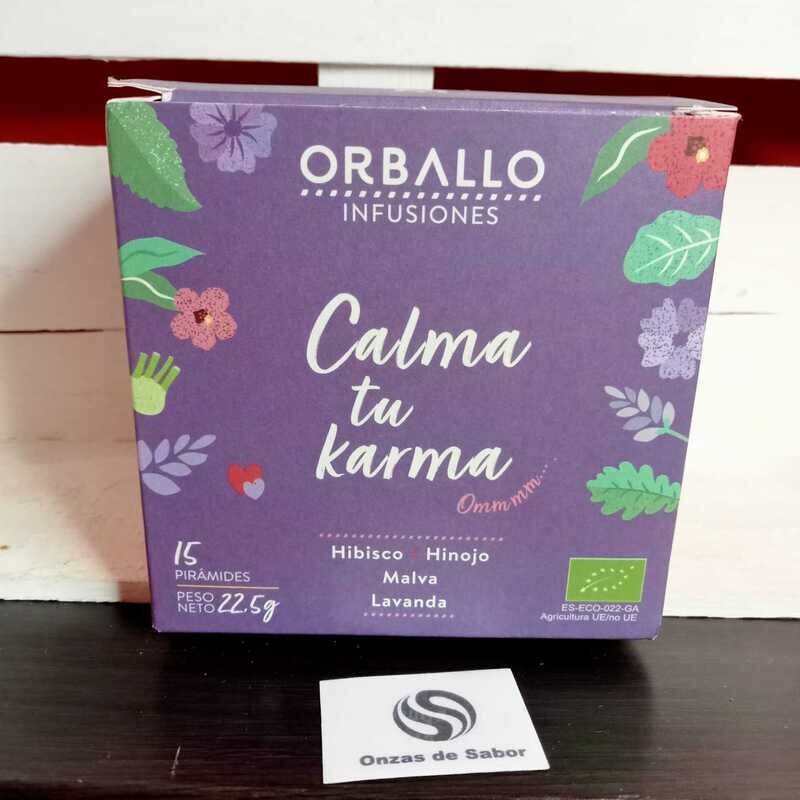 ORBALLO
INFUSIONES
Calma
tu
karma
Ommmm....
Hibisco Hinojo
Malva
Lavanda
15
PIRÁMIDES
PESO
NETO 22.5g
ES-ECO-022-GA
Agricultura UE/no UE
Onzas de Sabor